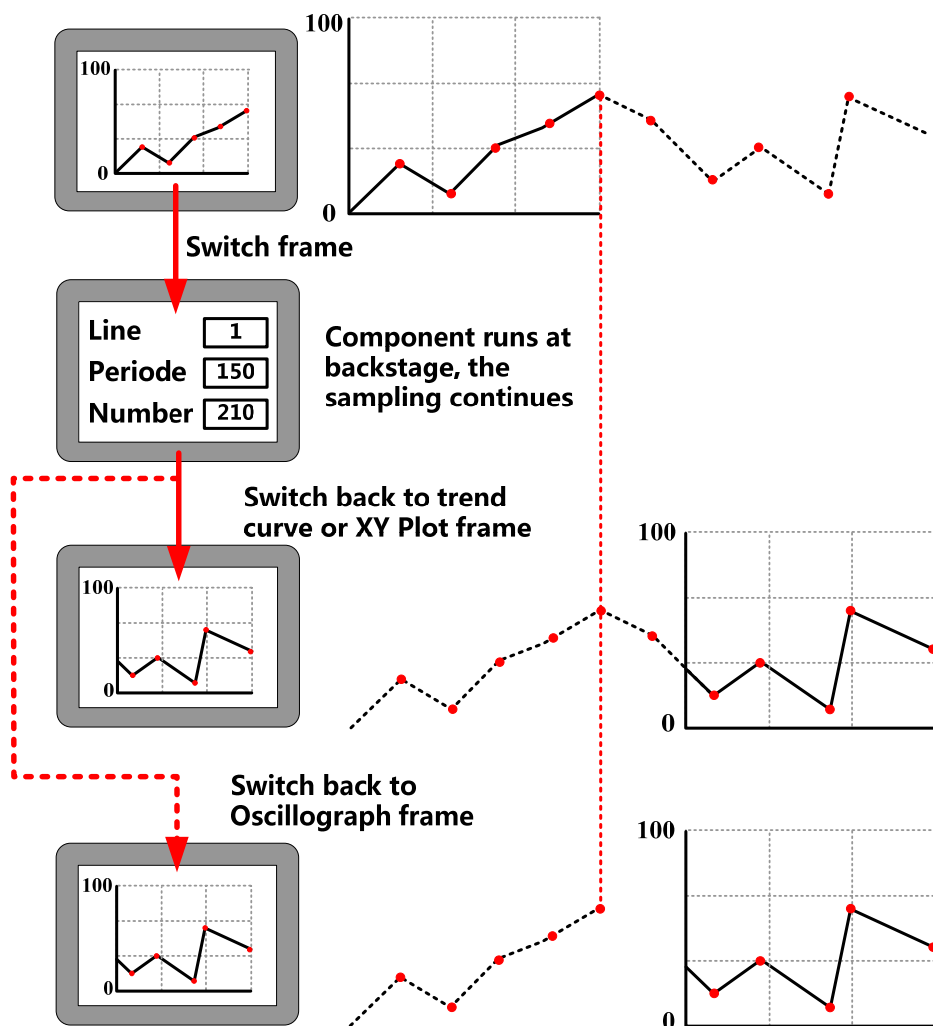 100
0
100
0
Switch frame
Line 1
Periode 150
Number 210
Component runs at
backstage, the
sampling continues
Switch back to trend
curve or XY Plot frame
100
0
100
0
Switch back to
Oscillograph frame
100
0
100
0